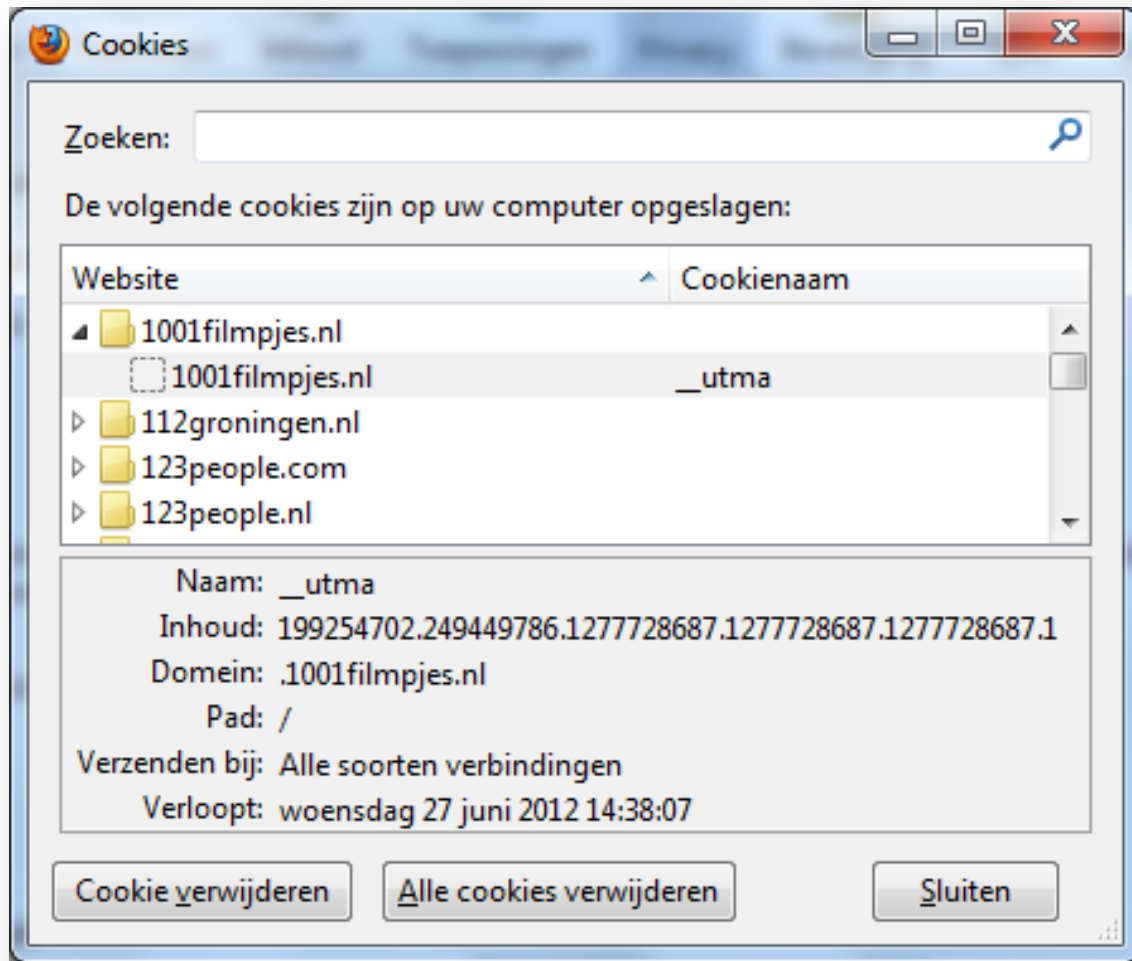 Cookies
Zoeken:
De volgende cookies zijn op uw computer opgeslagen:
Website Cookienaam
1001filmpjes.nl
1001filmpjes.nl __utma
112groningen.nl
123people.com
123people.nl
Naam: __utma
Inhoud: 199254702.249449786.1277728687.1277728687.1277728687.1
Domein: .1001filmpjes.nl
Pad: /
Verzenden bij: Alle soorten verbindingen
Verloopt: woensdag 27 juni 2012 14:38:07
Cookie verwijderen Alle cookies verwijderen Sluiten